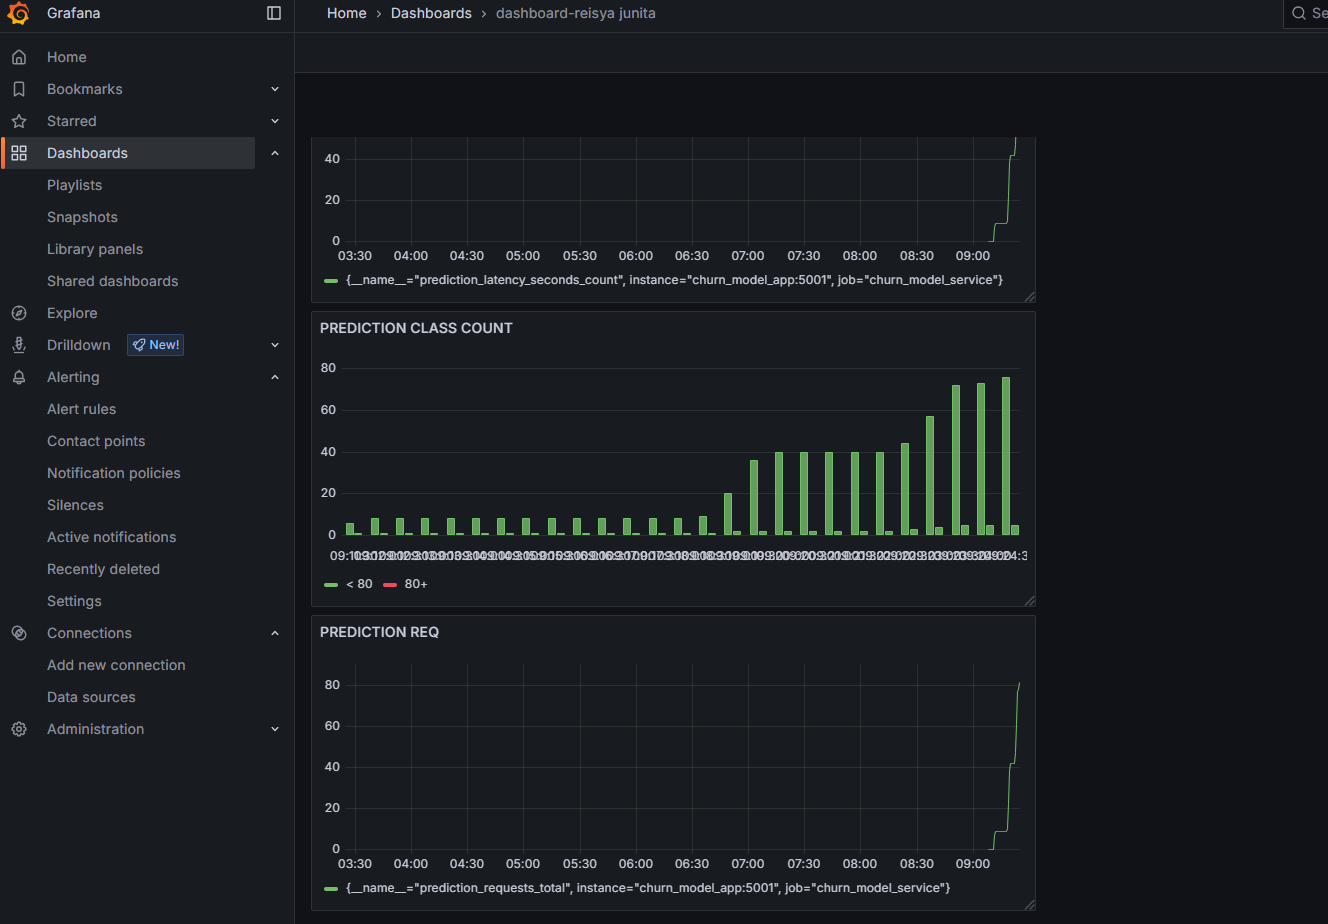 Grafana
Home › Dashboards › dashboard-reisya junita
Se
Home
Bookmarks
Starred
Dashboards
Playlists
Snapshots
Library panels
Shared dashboards
Explore
Drilldown New!
Alerting
Alert rules
Contact points
Notification policies
Silences
Active notifications
Recently deleted
Settings
Connections
Add new connection
Data sources
Administration
40
20
0
03:30 04:00 04:30 05:00 05:30 06:00 06:30 07:00 07:30 08:00 08:30 09:00
{__name__="prediction_latency_seconds_count", instance="churn_model_app:5001", job="churn_model_service"}
PREDICTION CLASS COUNT
80
60
40
20
0
< 80 80+
PREDICTION REQ
80
60
40
20
0
03:30 04:00 04:30 05:00 05:30 06:00 06:30 07:00 07:30 08:00 08:30 09:00
{__name__="prediction_requests_total", instance="churn_model_app:5001", job="churn_model_service"}